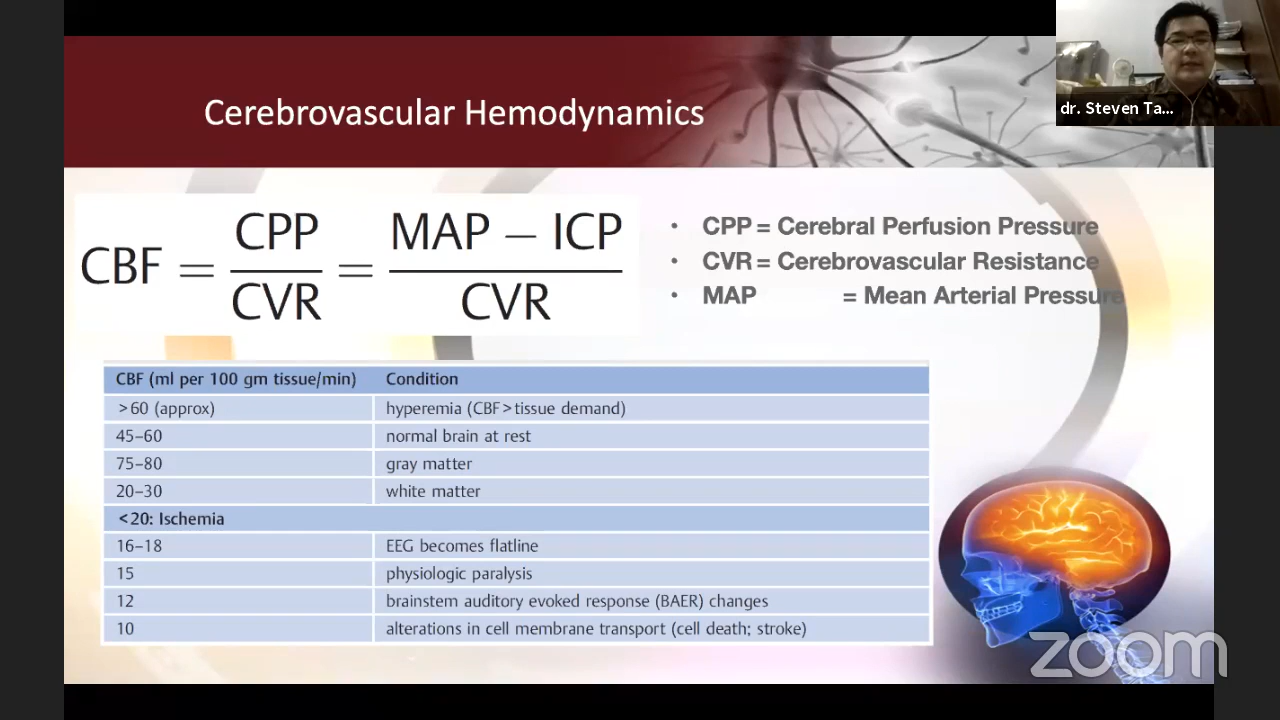 Cerebrovascular Hemodynamics
dr. Steven Ta...
CBF = CPP / CVR = MAP – ICP / CVR
• CPP = Cerebral Perfusion Pressure
• CVR = Cerebrovascular Resistance
• MAP = Mean Arterial Pressure
CBF (ml per 100 gm tissue/min) Condition
>60 (approx) hyperemia (CBF>tissue demand)
45–60 normal brain at rest
75–80 gray matter
20–30 white matter
<20: Ischemia
16–18 EEG becomes flatline
15 physiologic paralysis
12 brainstem auditory evoked response (BAER) changes
10 alterations in cell membrane transport (cell death; stroke)
zoom